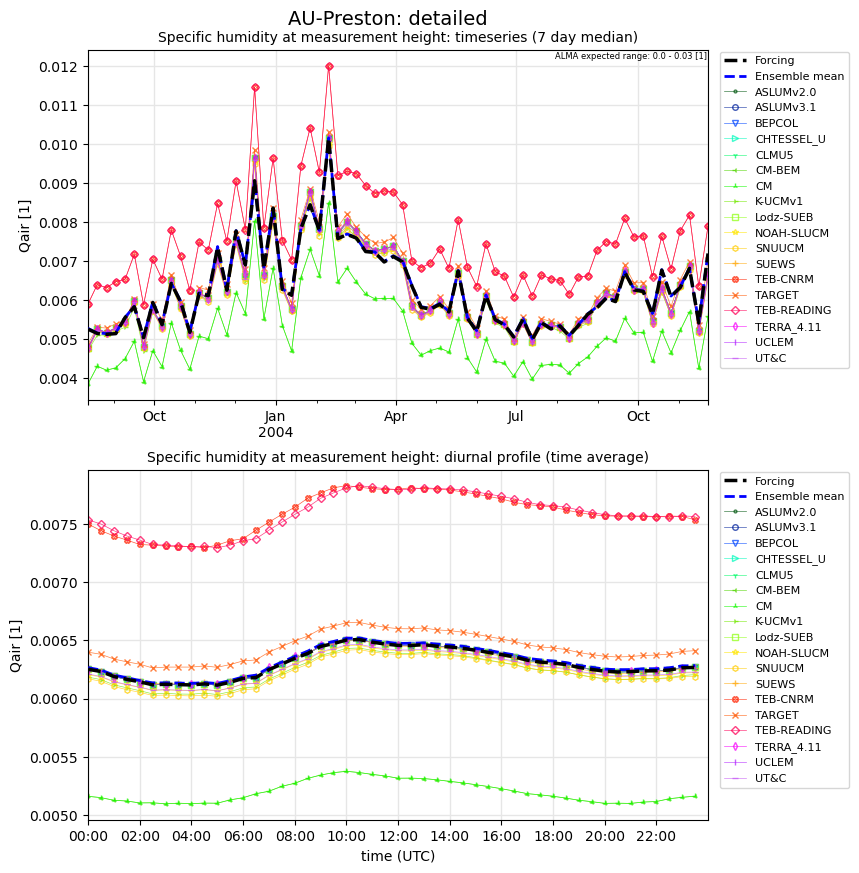 AU-Preston: detailed
Specific humidity at measurement height: timeseries (7 day median)
ALMA expected range: 0.0 - 0.03 [1]
0.012
0.011
0.010
0.009
0.008
0.007
0.006
0.005
0.004
Qair [1]
Oct
Jan
2004
Apr
Jul
Oct
Forcing
Ensemble mean
ASLUMv2.0
ASLUMv3.1
BEPCOL
CHTESSEL_U
CLMU5
CM-BEM
CM
K-UCMv1
Lodz-SUEB
NOAH-SLUCM
SNUUCM
SUEWS
TEB-CNRM
TARGET
TEB-READING
TERRA_4.11
UCLEM
UT&C
Specific humidity at measurement height: diurnal profile (time average)
0.0075
0.0070
0.0065
0.0060
0.0055
0.0050
Qair [1]
00:00
02:00
04:00
06:00
08:00
10:00
12:00
14:00
16:00
18:00
20:00
22:00
time (UTC)
Forcing
Ensemble mean
ASLUMv2.0
ASLUMv3.1
BEPCOL
CHTESSEL_U
CLMU5
CM-BEM
CM
K-UCMv1
Lodz-SUEB
NOAH-SLUCM
SNUUCM
SUEWS
TEB-CNRM
TARGET
TEB-READING
TERRA_4.11
UCLEM
UT&C